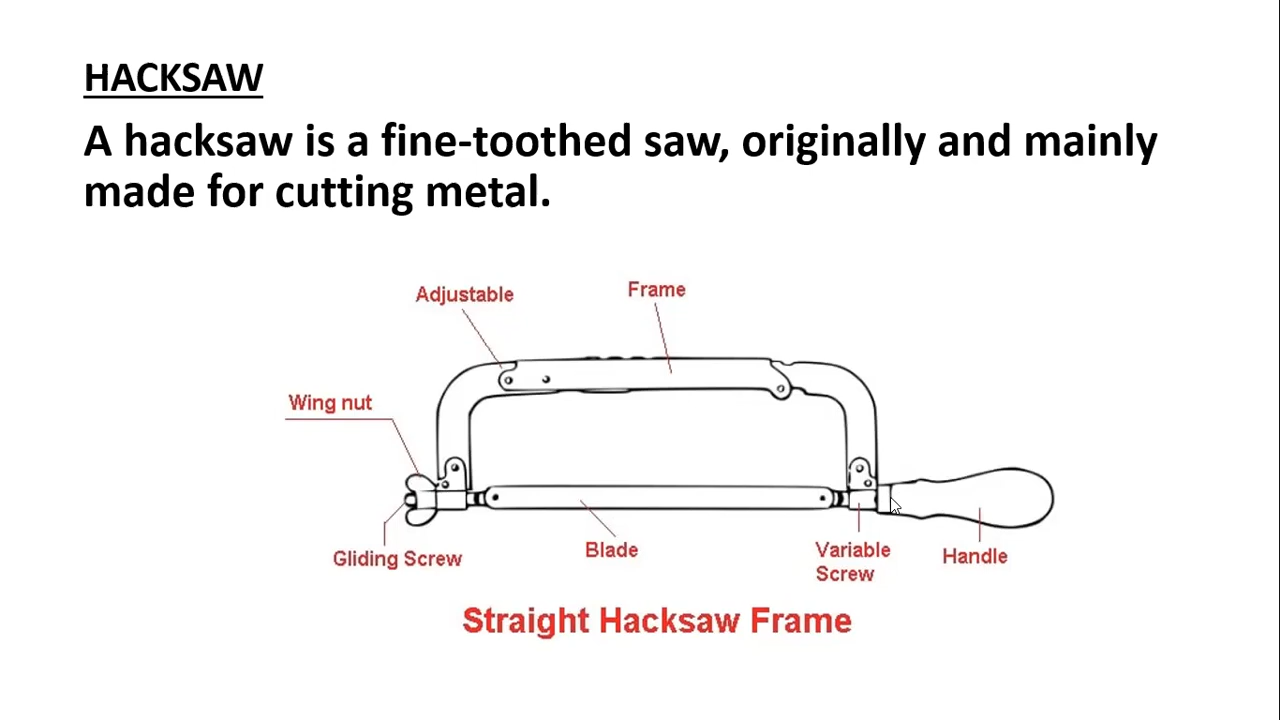 HACKSAW
A hacksaw is a fine-toothed saw, originally and mainly
made for cutting metal.
Adjustable
Frame
Wing nut
Gliding Screw
Blade
Variable
Screw
Handle
Straight Hacksaw Frame